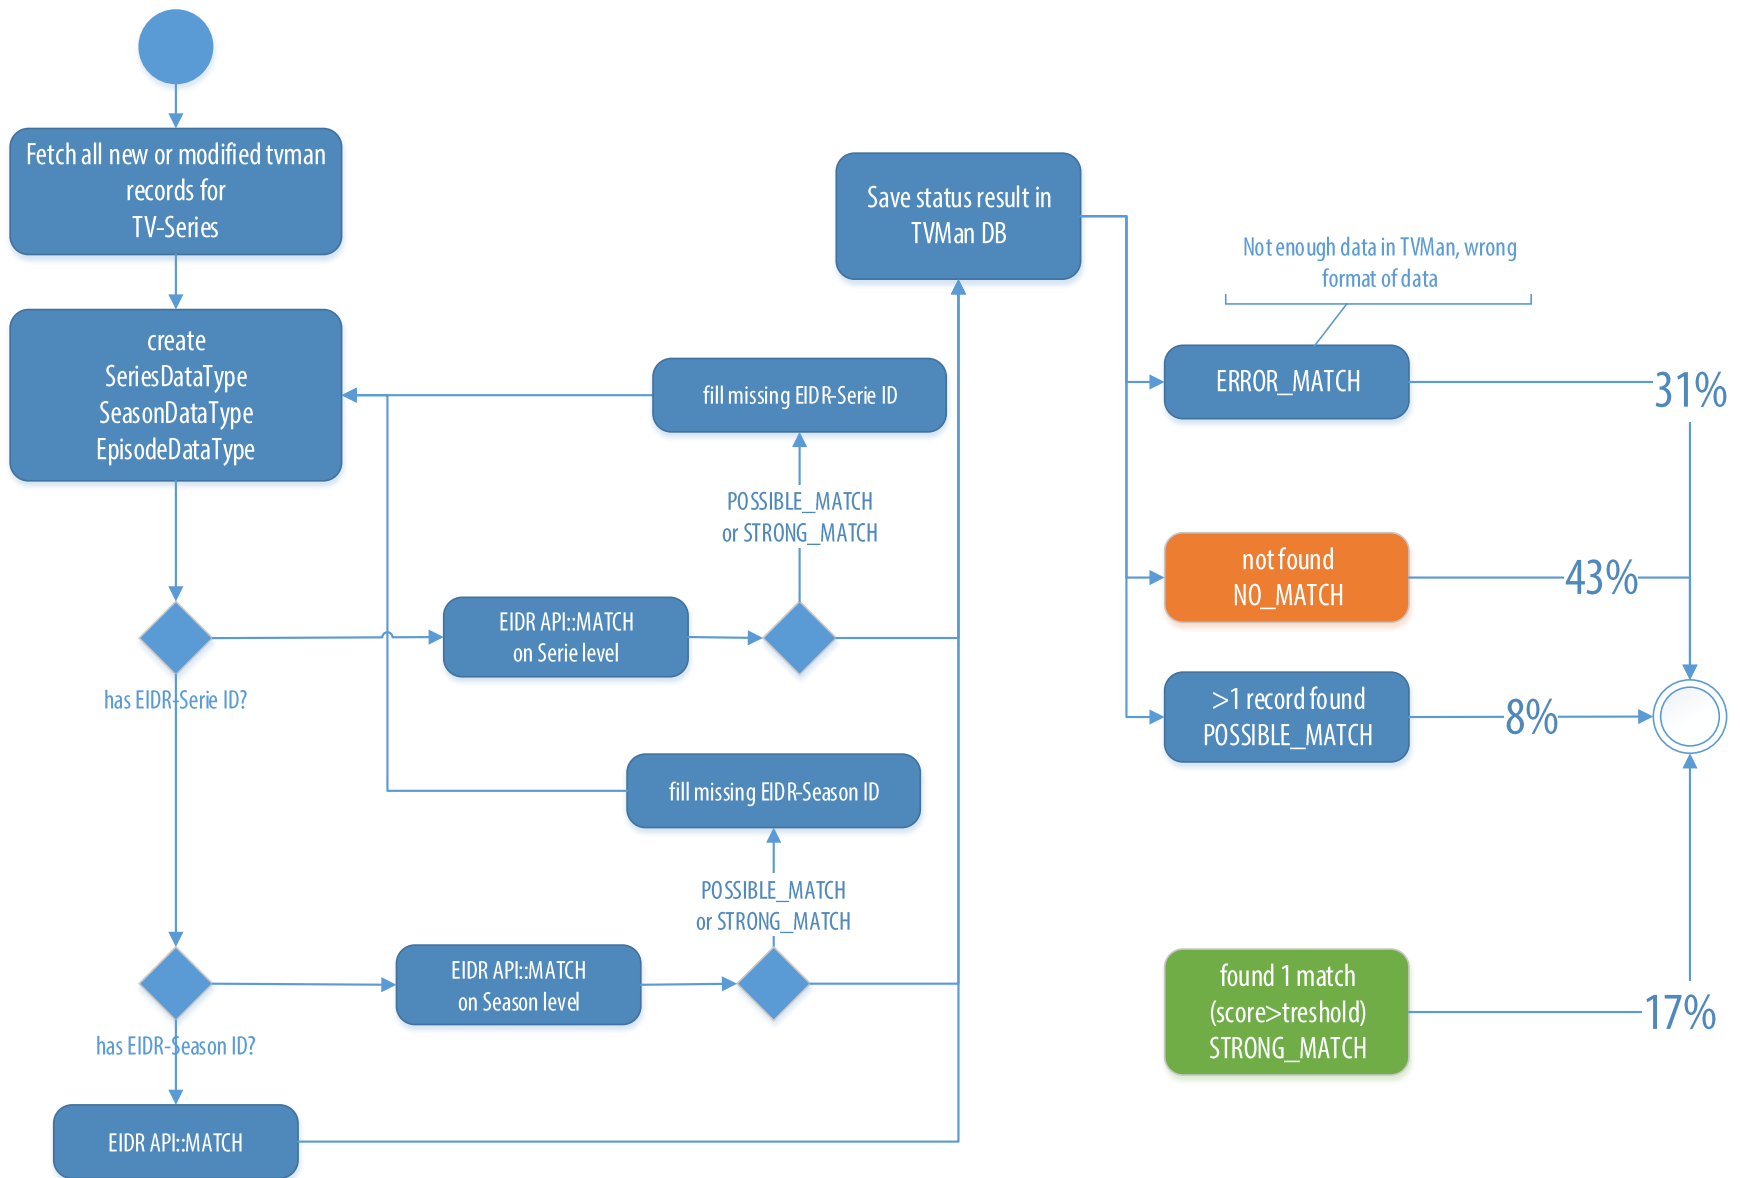 Fetch all new or modified tvman
records for
TV-Series
create
SeriesDataType
SeasonDataType
EpisodeDataType
has EIDR-Serie ID?
EIDR API::MATCH
on Serie level
POSSIBLE_MATCH
or STRONG_MATCH
fill missing EIDR-Serie ID
has EIDR-Season ID?
EIDR API::MATCH
on Season level
POSSIBLE_MATCH
or STRONG_MATCH
fill missing EIDR-Season ID
EIDR API::MATCH
Save status result in
TVMan DB
Not enough data in TVMan, wrong
format of data
ERROR_MATCH
31%
not found
NO_MATCH
43%
>1 record found
POSSIBLE_MATCH
8%
found 1 match
(score>treshold)
STRONG_MATCH
17%